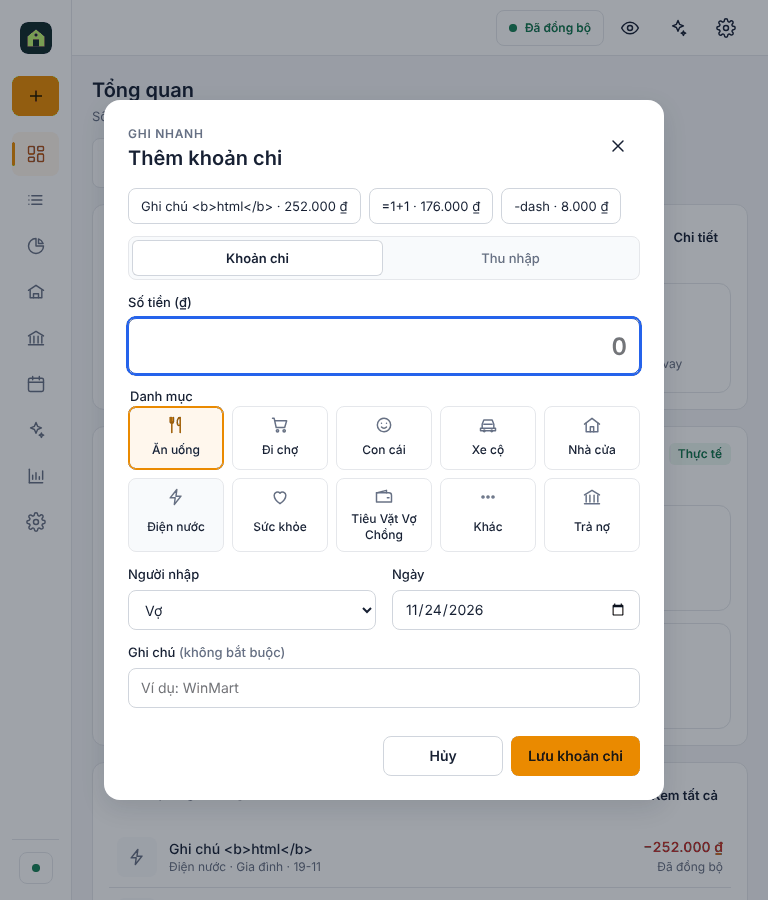 Đã đồng bộ
Tổng quan
GHI NHANH
Thêm khoản chi
Ghi chú <b>html</b> · 252.000 ₫
=1+1 · 176.000 ₫
-dash · 8.000 ₫
Chi tiết
Khoản chi
Thu nhập
Số tiền (₫)
0
vay
Danh mục
Ăn uống
Đi chợ
Con cái
Xe cộ
Nhà cửa
Thực tế
Điện nước
Sức khỏe
Tiêu Vặt Vợ
Chồng
Khác
Trả nợ
Người nhập
Ngày
Vợ
11/24/2026
Ghi chú (không bắt buộc)
Ví dụ: WinMart
Hủy
Lưu khoản chi
Xem tất cả
Ghi chú <b>html</b>
−252.000 ₫
Điện nước · Gia đình · 19-11
Đã đồng bộ